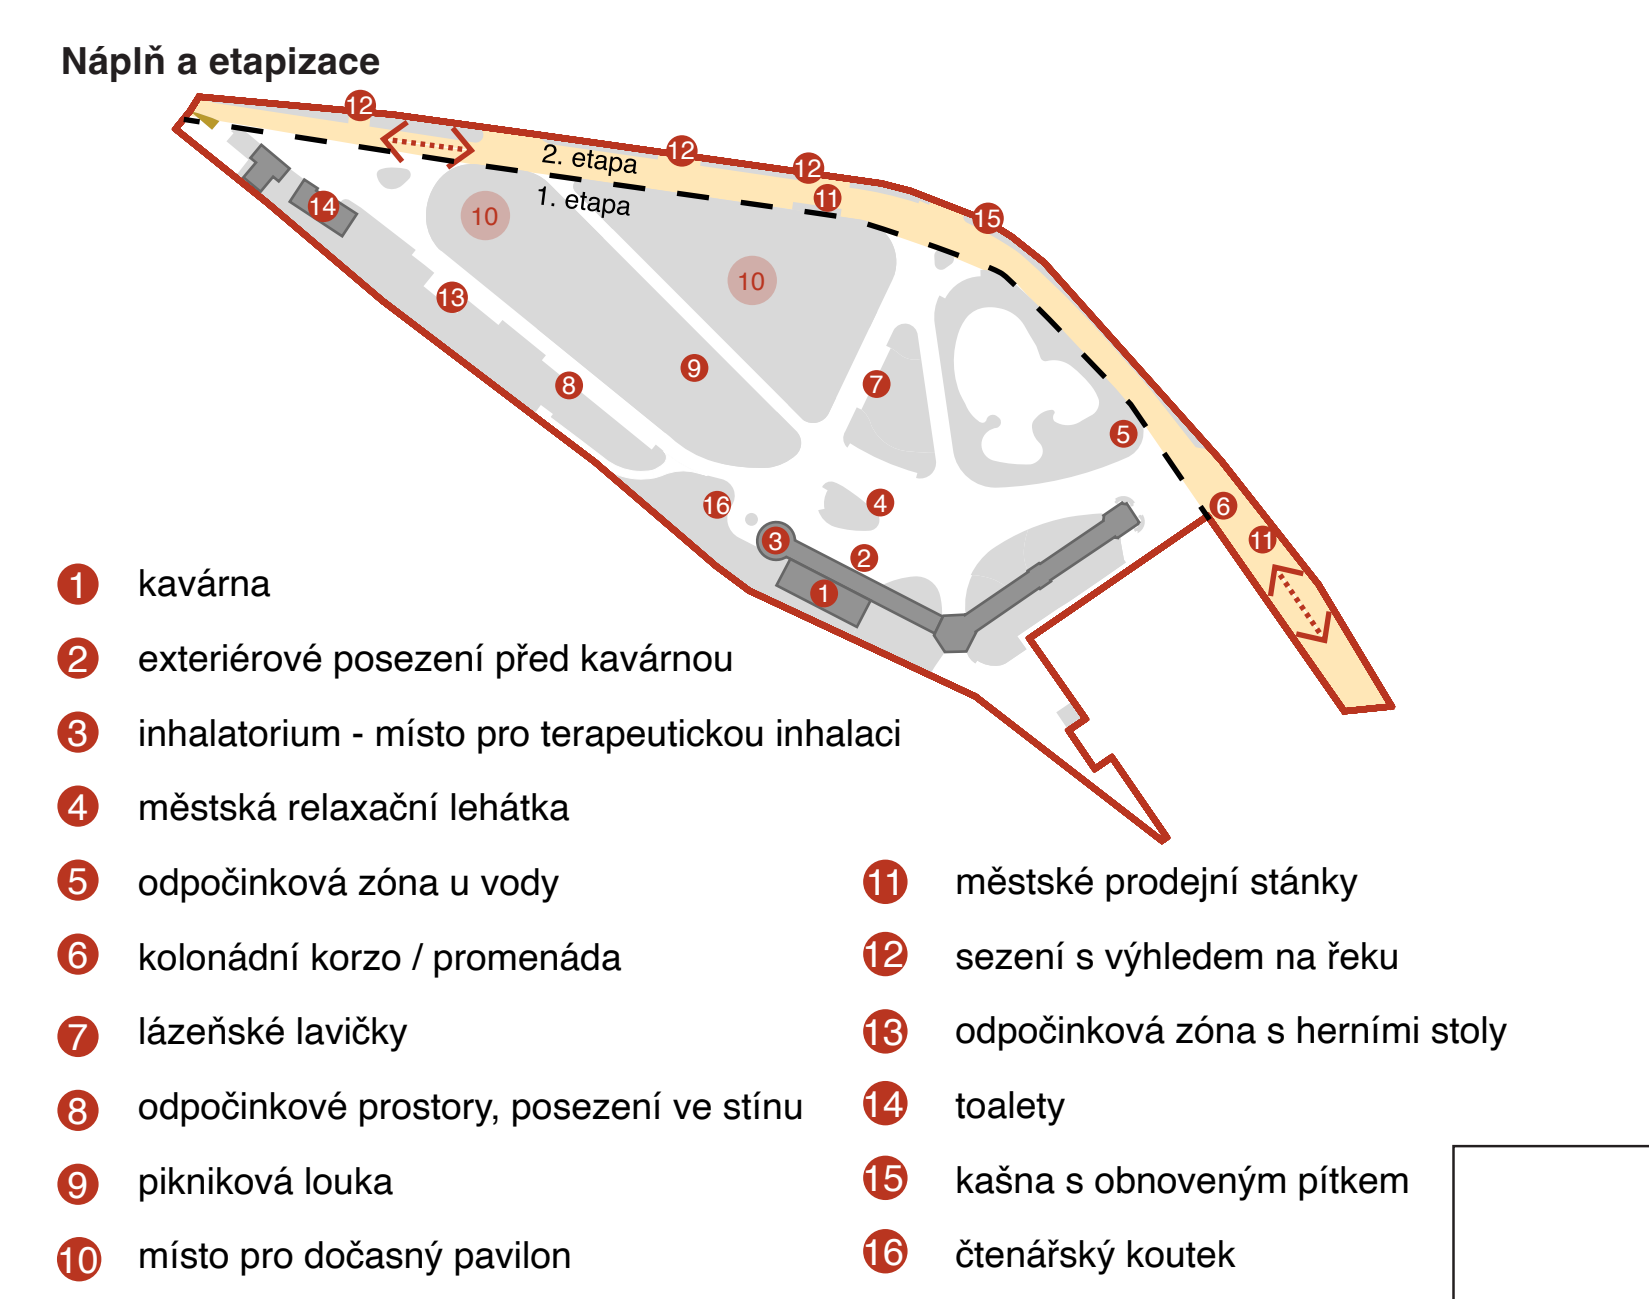 Náplň a etapizace
12
12
2. etapa
12
11
1. etapa
14
10
15
10
13
9
7
8
5
16
4
6
3
2
11
1
1 kavárna
2 exteriérové posezení před kavárnou
3 inhalatorium - místo pro terapeutickou inhalaci
4 městská relaxační lehátka
5 odpočinková zóna u vody
6 kolonádní korzo / promenáda
7 lázeňské lavičky
8 odpočinkové prostory, posezení ve stínu
9 pikniková louka
10 místo pro dočasný pavilon
11 městské prodejní stánky
12 sezení s výhledem na řeku
13 odpočinková zóna s herními stoly
14 toalety
15 kašna s obnoveným pítkem
16 čtenářský koutek